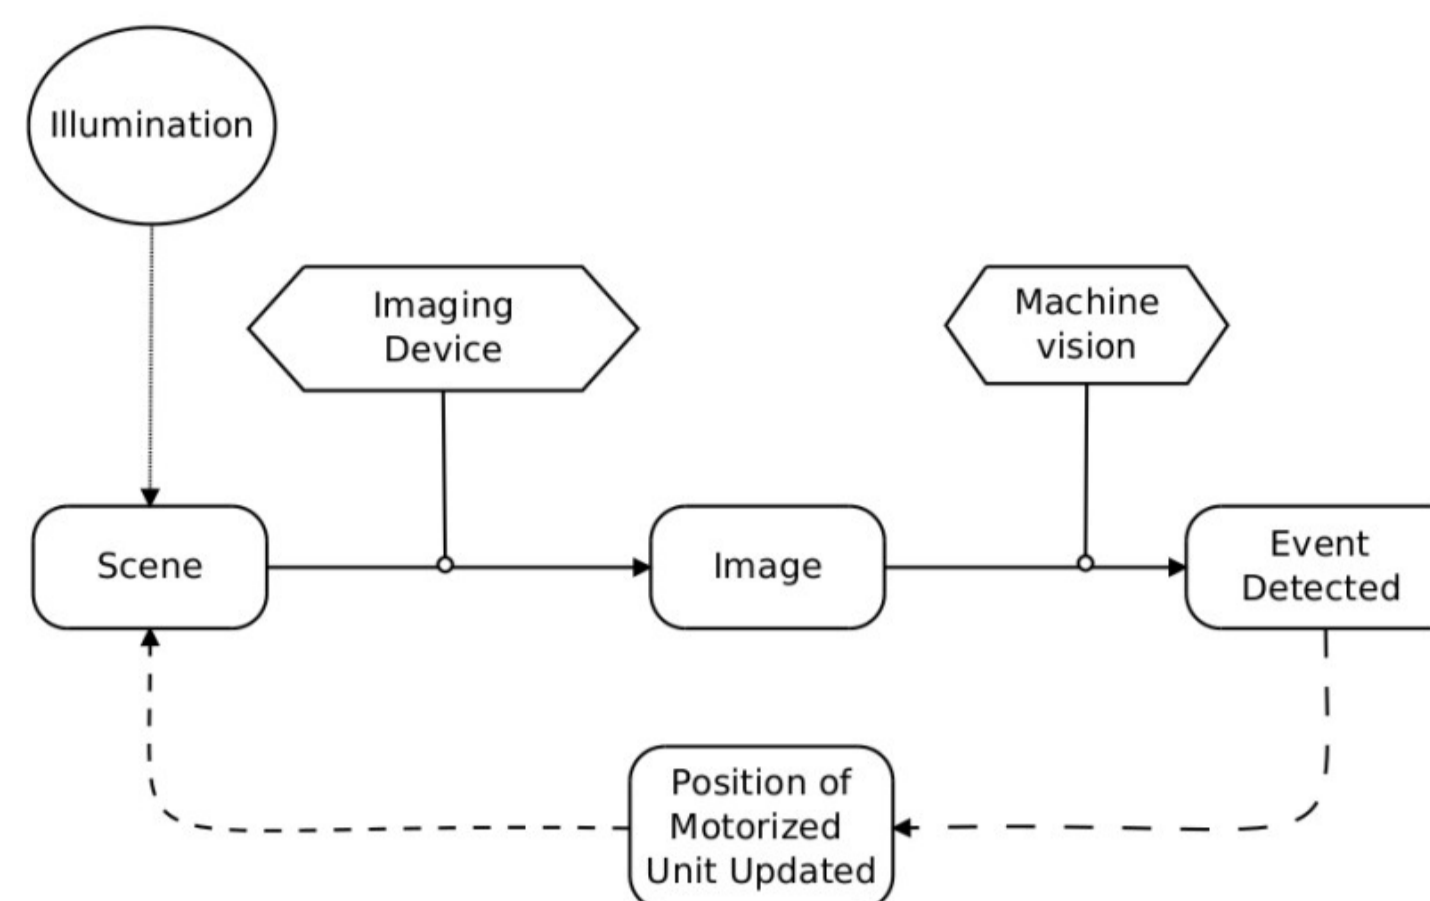 Illumination
Imaging
Device
Machine
vision
Scene
Image
Event
Detected
Position of
Motorized
Unit Updated